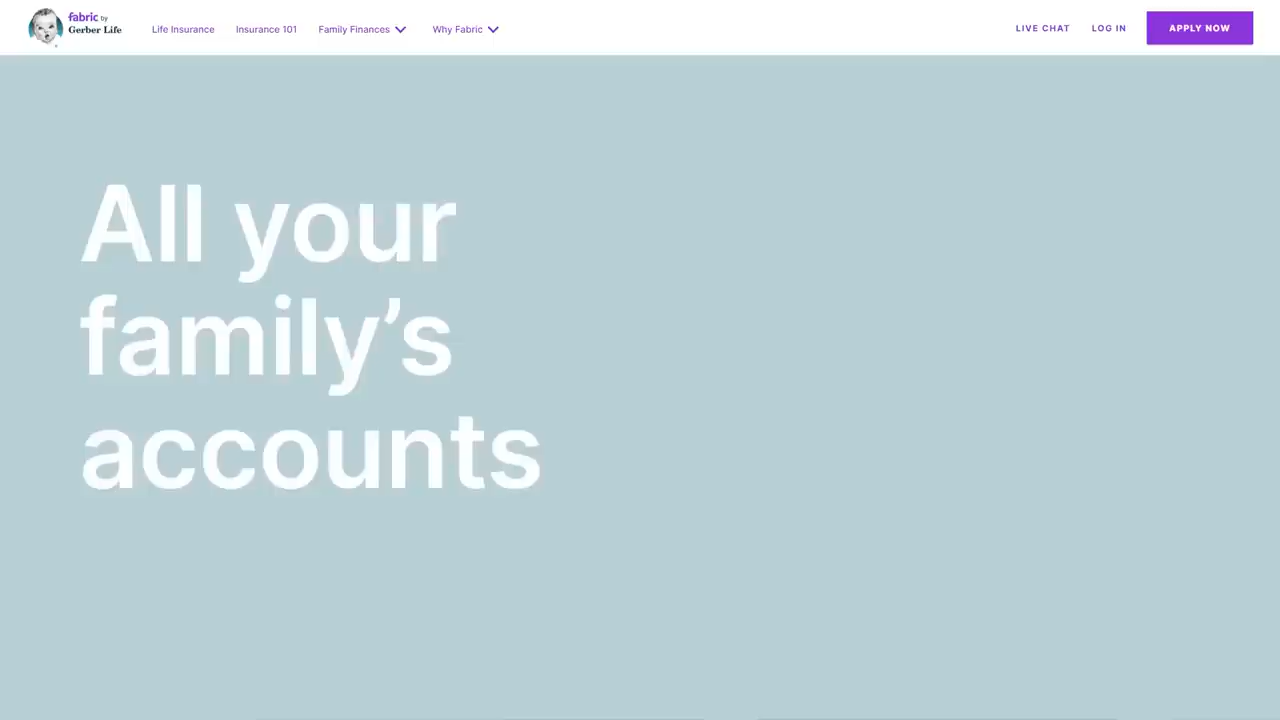 fabric by
Gerber Life
Life Insurance
Insurance 101
Family Finances
Why Fabric
LIVE CHAT
LOG IN
APPLY NOW
All your
family’s
accounts